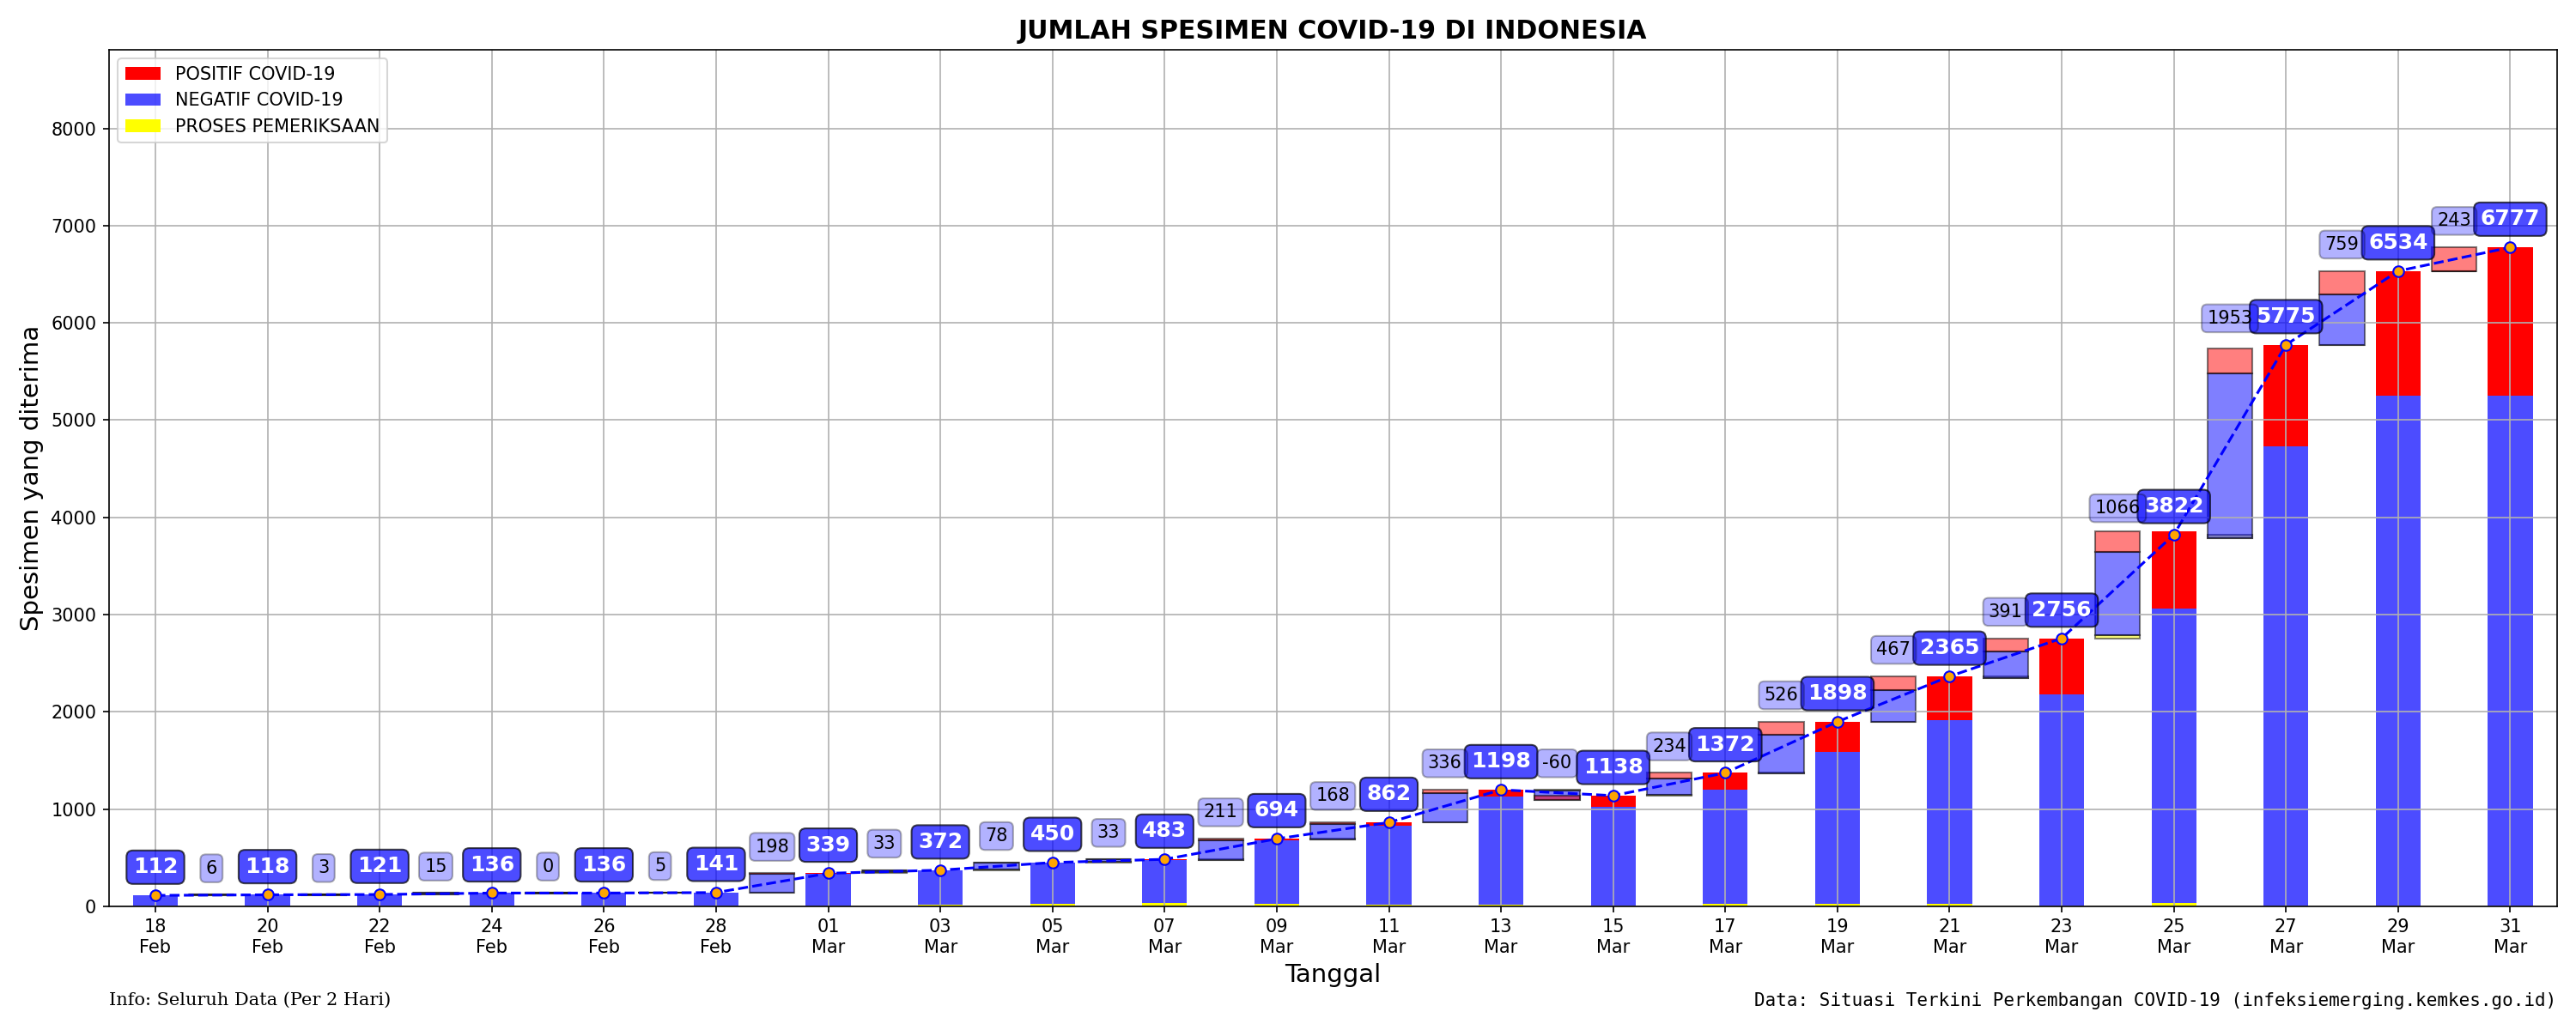 JUMLAH SPESIMEN COVID-19 DI INDONESIA
POSITIF COVID-19
NEGATIF COVID-19
PROSES PEMERIKSAAN
Spesimen yang diterima
8000
7000
6000
5000
4000
3000
2000
1000
0
112 6 118 3 121 15 136 0 136 5 141 198 339 33 372 78 450 33 483 211 694 168 862 336 1198 -60 1138 234 1372 526 1898 467 2365 391 2756 1066 3822 1953 5775 759 6534 243 6777
18 20 22 24 26 28 01 03 05 07 09 11 13 15 17 19 21 23 25 27 29 31
Feb Feb Feb Feb Feb Feb Mar Mar Mar Mar Mar Mar Mar Mar Mar Mar Mar Mar Mar Mar Mar Mar
Tanggal
Info: Seluruh Data (Per 2 Hari)
Data: Situasi Terkini Perkembangan COVID-19 (infeksiemerging.kemkes.go.id)